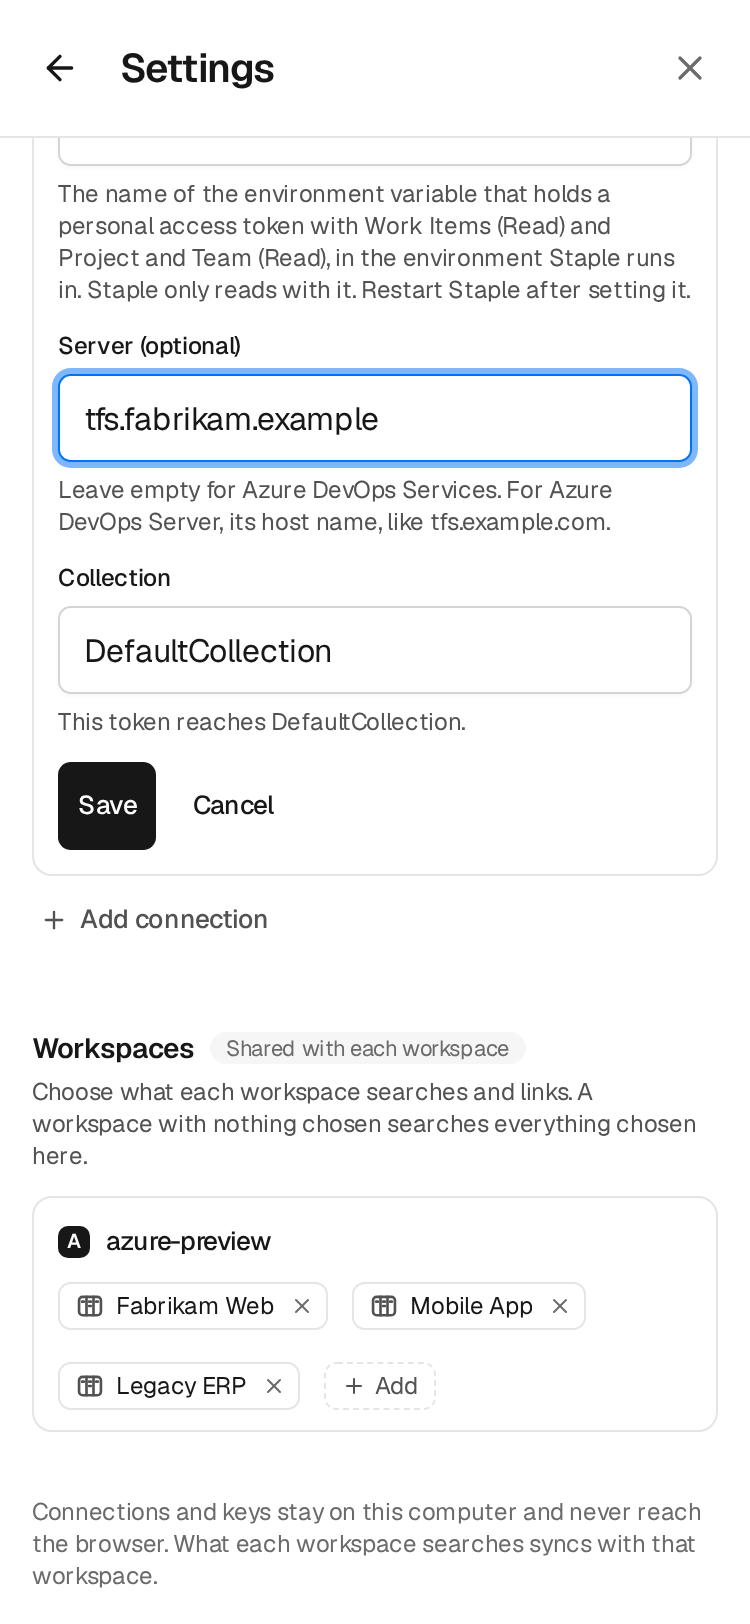 Settings
The name of the environment variable that holds a
personal access token with Work Items (Read) and
Project and Team (Read), in the environment Staple runs
in. Staple only reads with it. Restart Staple after setting it.
Server (optional)
tfs.fabrikam.example
Leave empty for Azure DevOps Services. For Azure
DevOps Server, its host name, like tfs.example.com.
Collection
DefaultCollection
This token reaches DefaultCollection.
Save Cancel
+ Add connection
Workspaces Shared with each workspace
Choose what each workspace searches and links. A
workspace with nothing chosen searches everything chosen
here.
A azure-preview
Fabrikam Web Mobile App
Legacy ERP + Add
Connections and keys stay on this computer and never reach
the browser. What each workspace searches syncs with that
workspace.